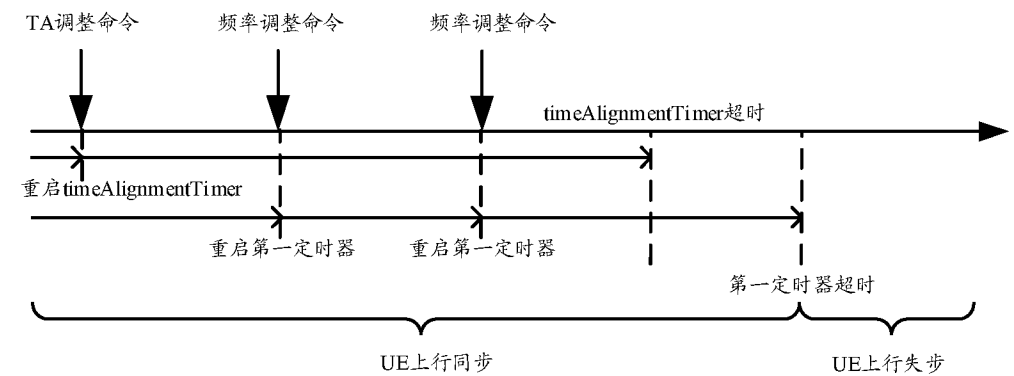 TA调整命令
频率调整命令
频率调整命令
timeAlignmentTimer超时
重启timeAlignmentTimer
重启第一定时器
重启第一定时器
第一定时器超时
UE上行同步
UE上行失步